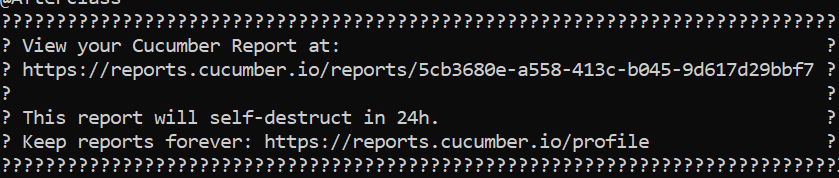 @AfterClass
????????????????????????????????????????????????????????????????????????????
? View your Cucumber Report at:                                            ?
? https://reports.cucumber.io/reports/5cb3680e-a558-413c-b045-9d617d29bbf7 ?
?                                                                          ?
? This report will self-destruct in 24h.                                   ?
? Keep reports forever: https://reports.cucumber.io/profile                ?
????????????????????????????????????????????????????????????????????????????